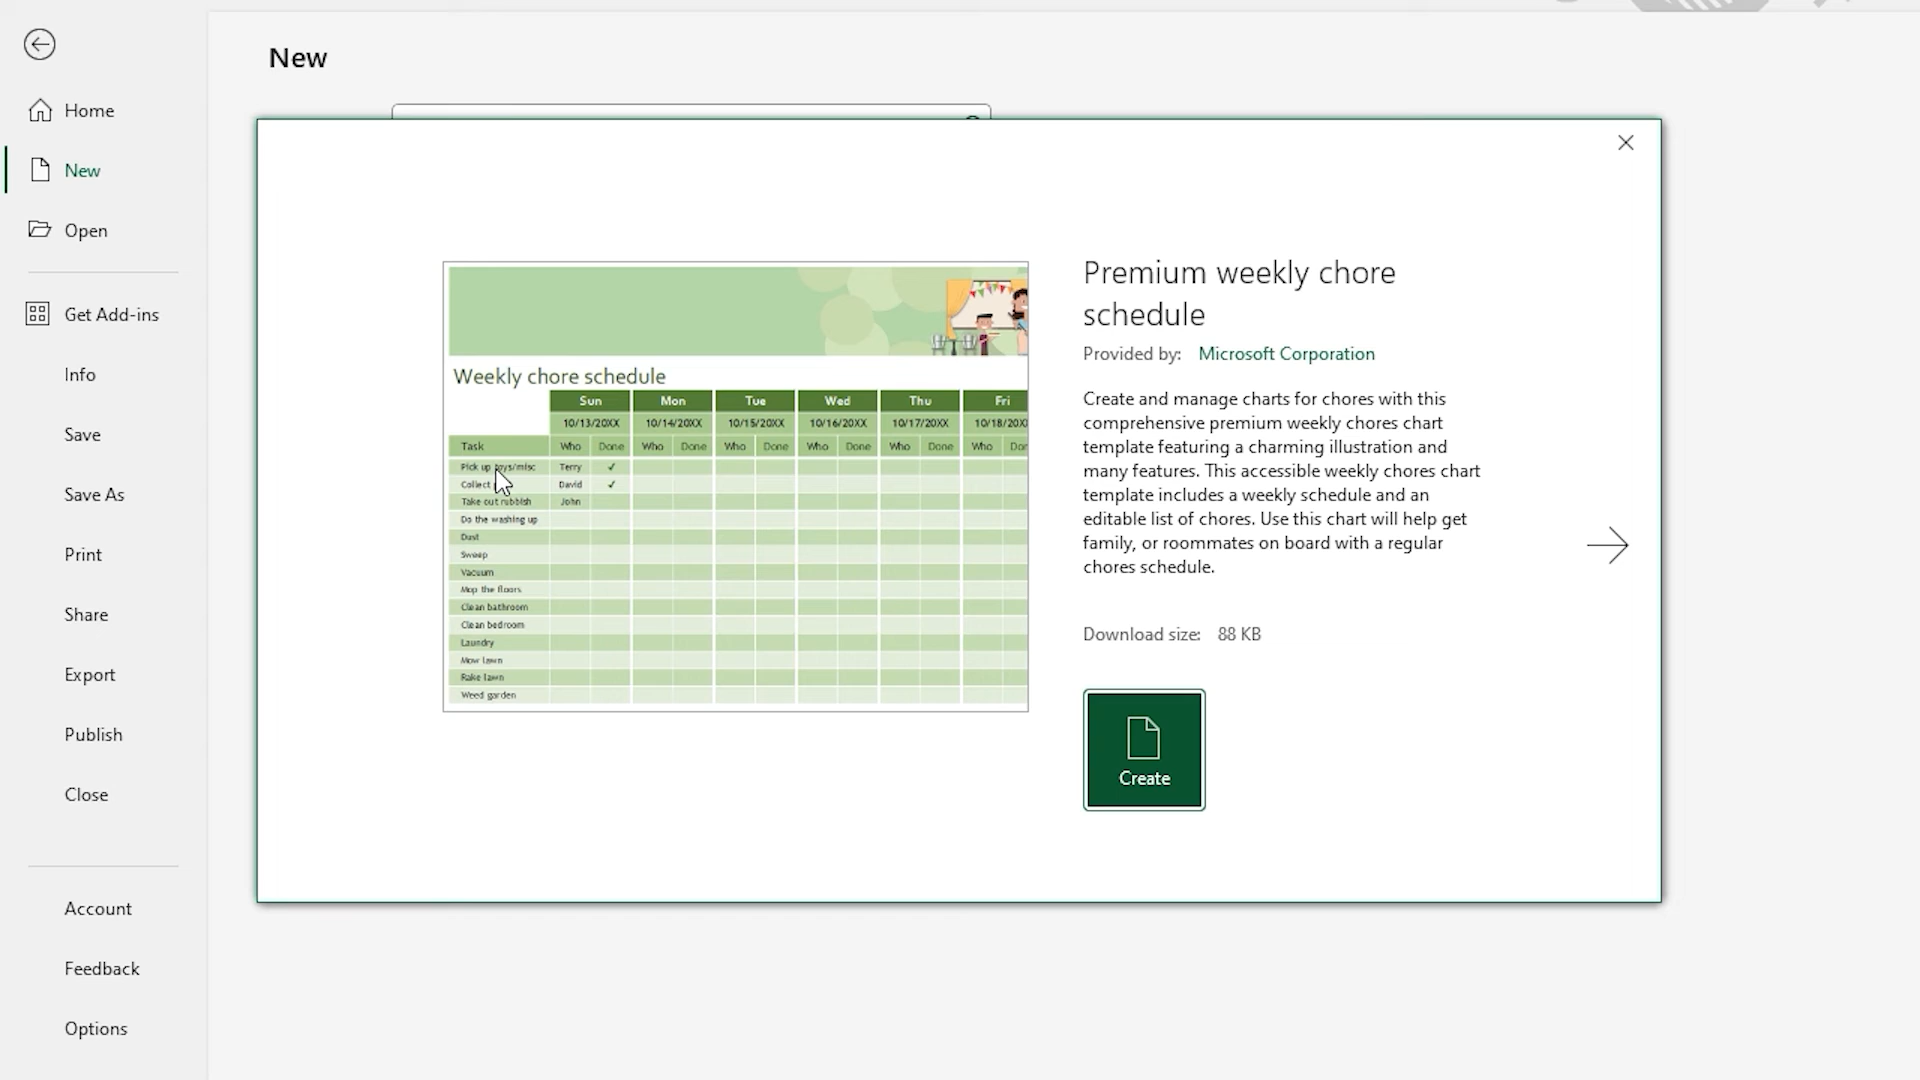 New
Home
New
Open
Get Add-ins
Info
Save
Save As
Print
Share
Export
Publish
Close
Account
Feedback
Options
Weekly chore schedule
Sun Mon Tue Wed Thu Fri
10/13/20XX 10/14/20XX 10/15/20XX 10/16/20XX 10/17/20XX 10/18/20XX
Task Who Done Who Done Who Done Who Done Who Done Who
Pick up toys/misc Terry ✓
Collect David ✓
Take out rubbish John
Do the washing up
Dust
Sweep
Vacuum
Mop the floors
Clean bathroom
Clean bedroom
Laundry
Mow lawn
Rake lawn
Weed garden
Premium weekly chore
schedule
Provided by: Microsoft Corporation
Create and manage charts for chores with this
comprehensive premium weekly chores chart
template featuring a charming illustration and
many features. This accessible weekly chores chart
template includes a weekly schedule and an
editable list of chores. Use this chart will help get
family, or roommates on board with a regular
chores schedule.
Download size: 88 KB
Create